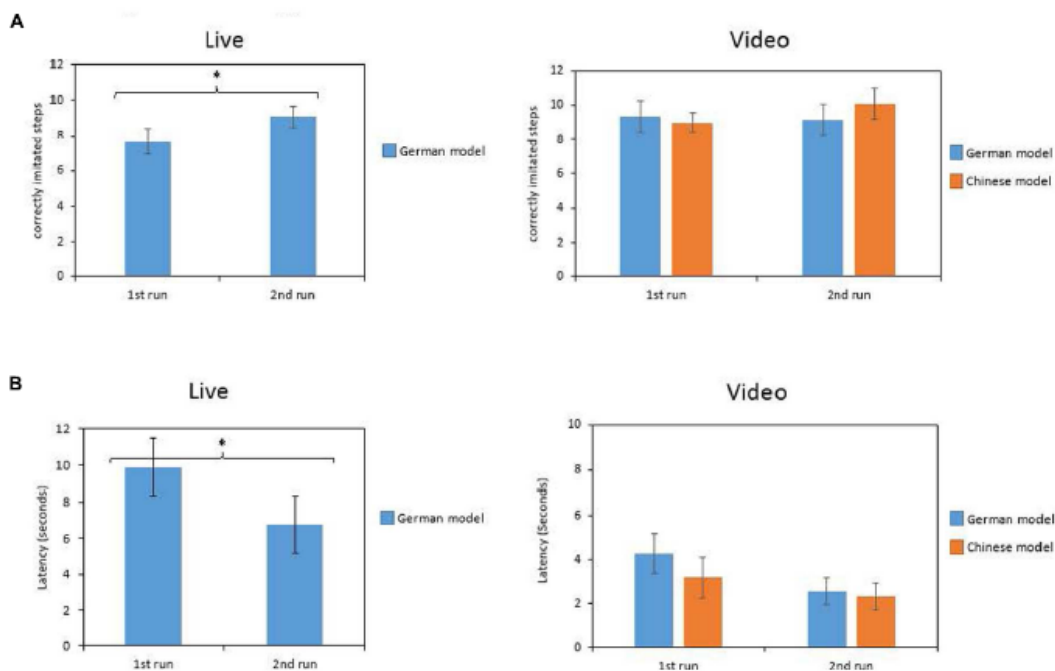 A
Live
*
12
10
8
6
4
2
0
correctly imitated steps
1st run
2nd run
German model
Video
12
10
8
6
4
2
0
correctly imitated steps
1st run
2nd run
German model
Chinese model
B
Live
*
12
10
8
6
4
2
0
Latency (seconds)
1st run
2nd run
German model
Video
10
8
6
4
2
0
Latency (Seconds)
1st run
2nd run
German model
Chinese model